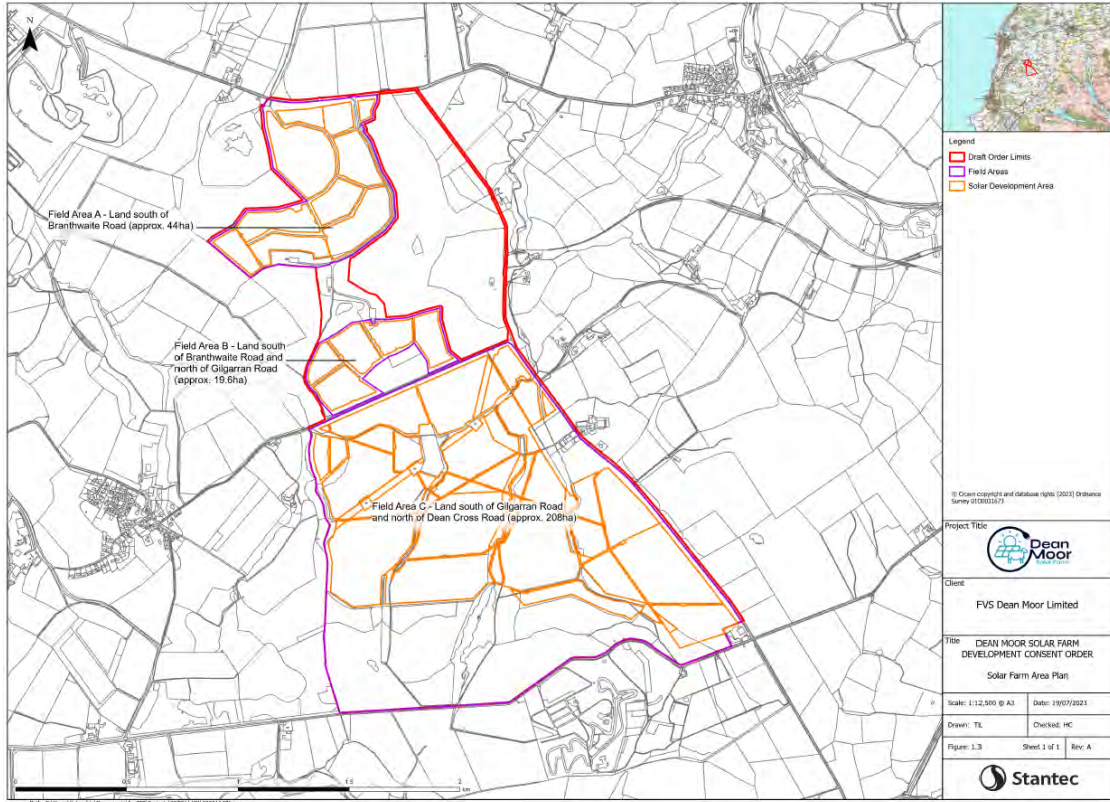 N
Field Area A - Land south of
Branthwaite Road (approx. 44ha)
Field Area B - Land south
of Branthwaite Road and
north of Gilgarran Road
(approx. 19.6ha)
Field Area C - Land south of Gilgarran Road
and north of Dean Cross Road (approx. 208ha)
0
0.5
1
1.5
2
km
Legend
Draft Order Limits
Field Areas
Solar Development Area
© Crown copyright and database rights [2023] Ordnance
Survey
Project Title
Dean
Moor
Solar Farm
Client
FVS Dean Moor Limited
Title
DEAN MOOR SOLAR FARM
DEVELOPMENT CONSENT ORDER
Solar Farm Area Plan
Scale: 1:12,500 @ A3
Date: 19/07/2023
Drawn: TL
Checked: HC
Figure: 1.3
Sheet 1 of 1
Rev: A
Stantec